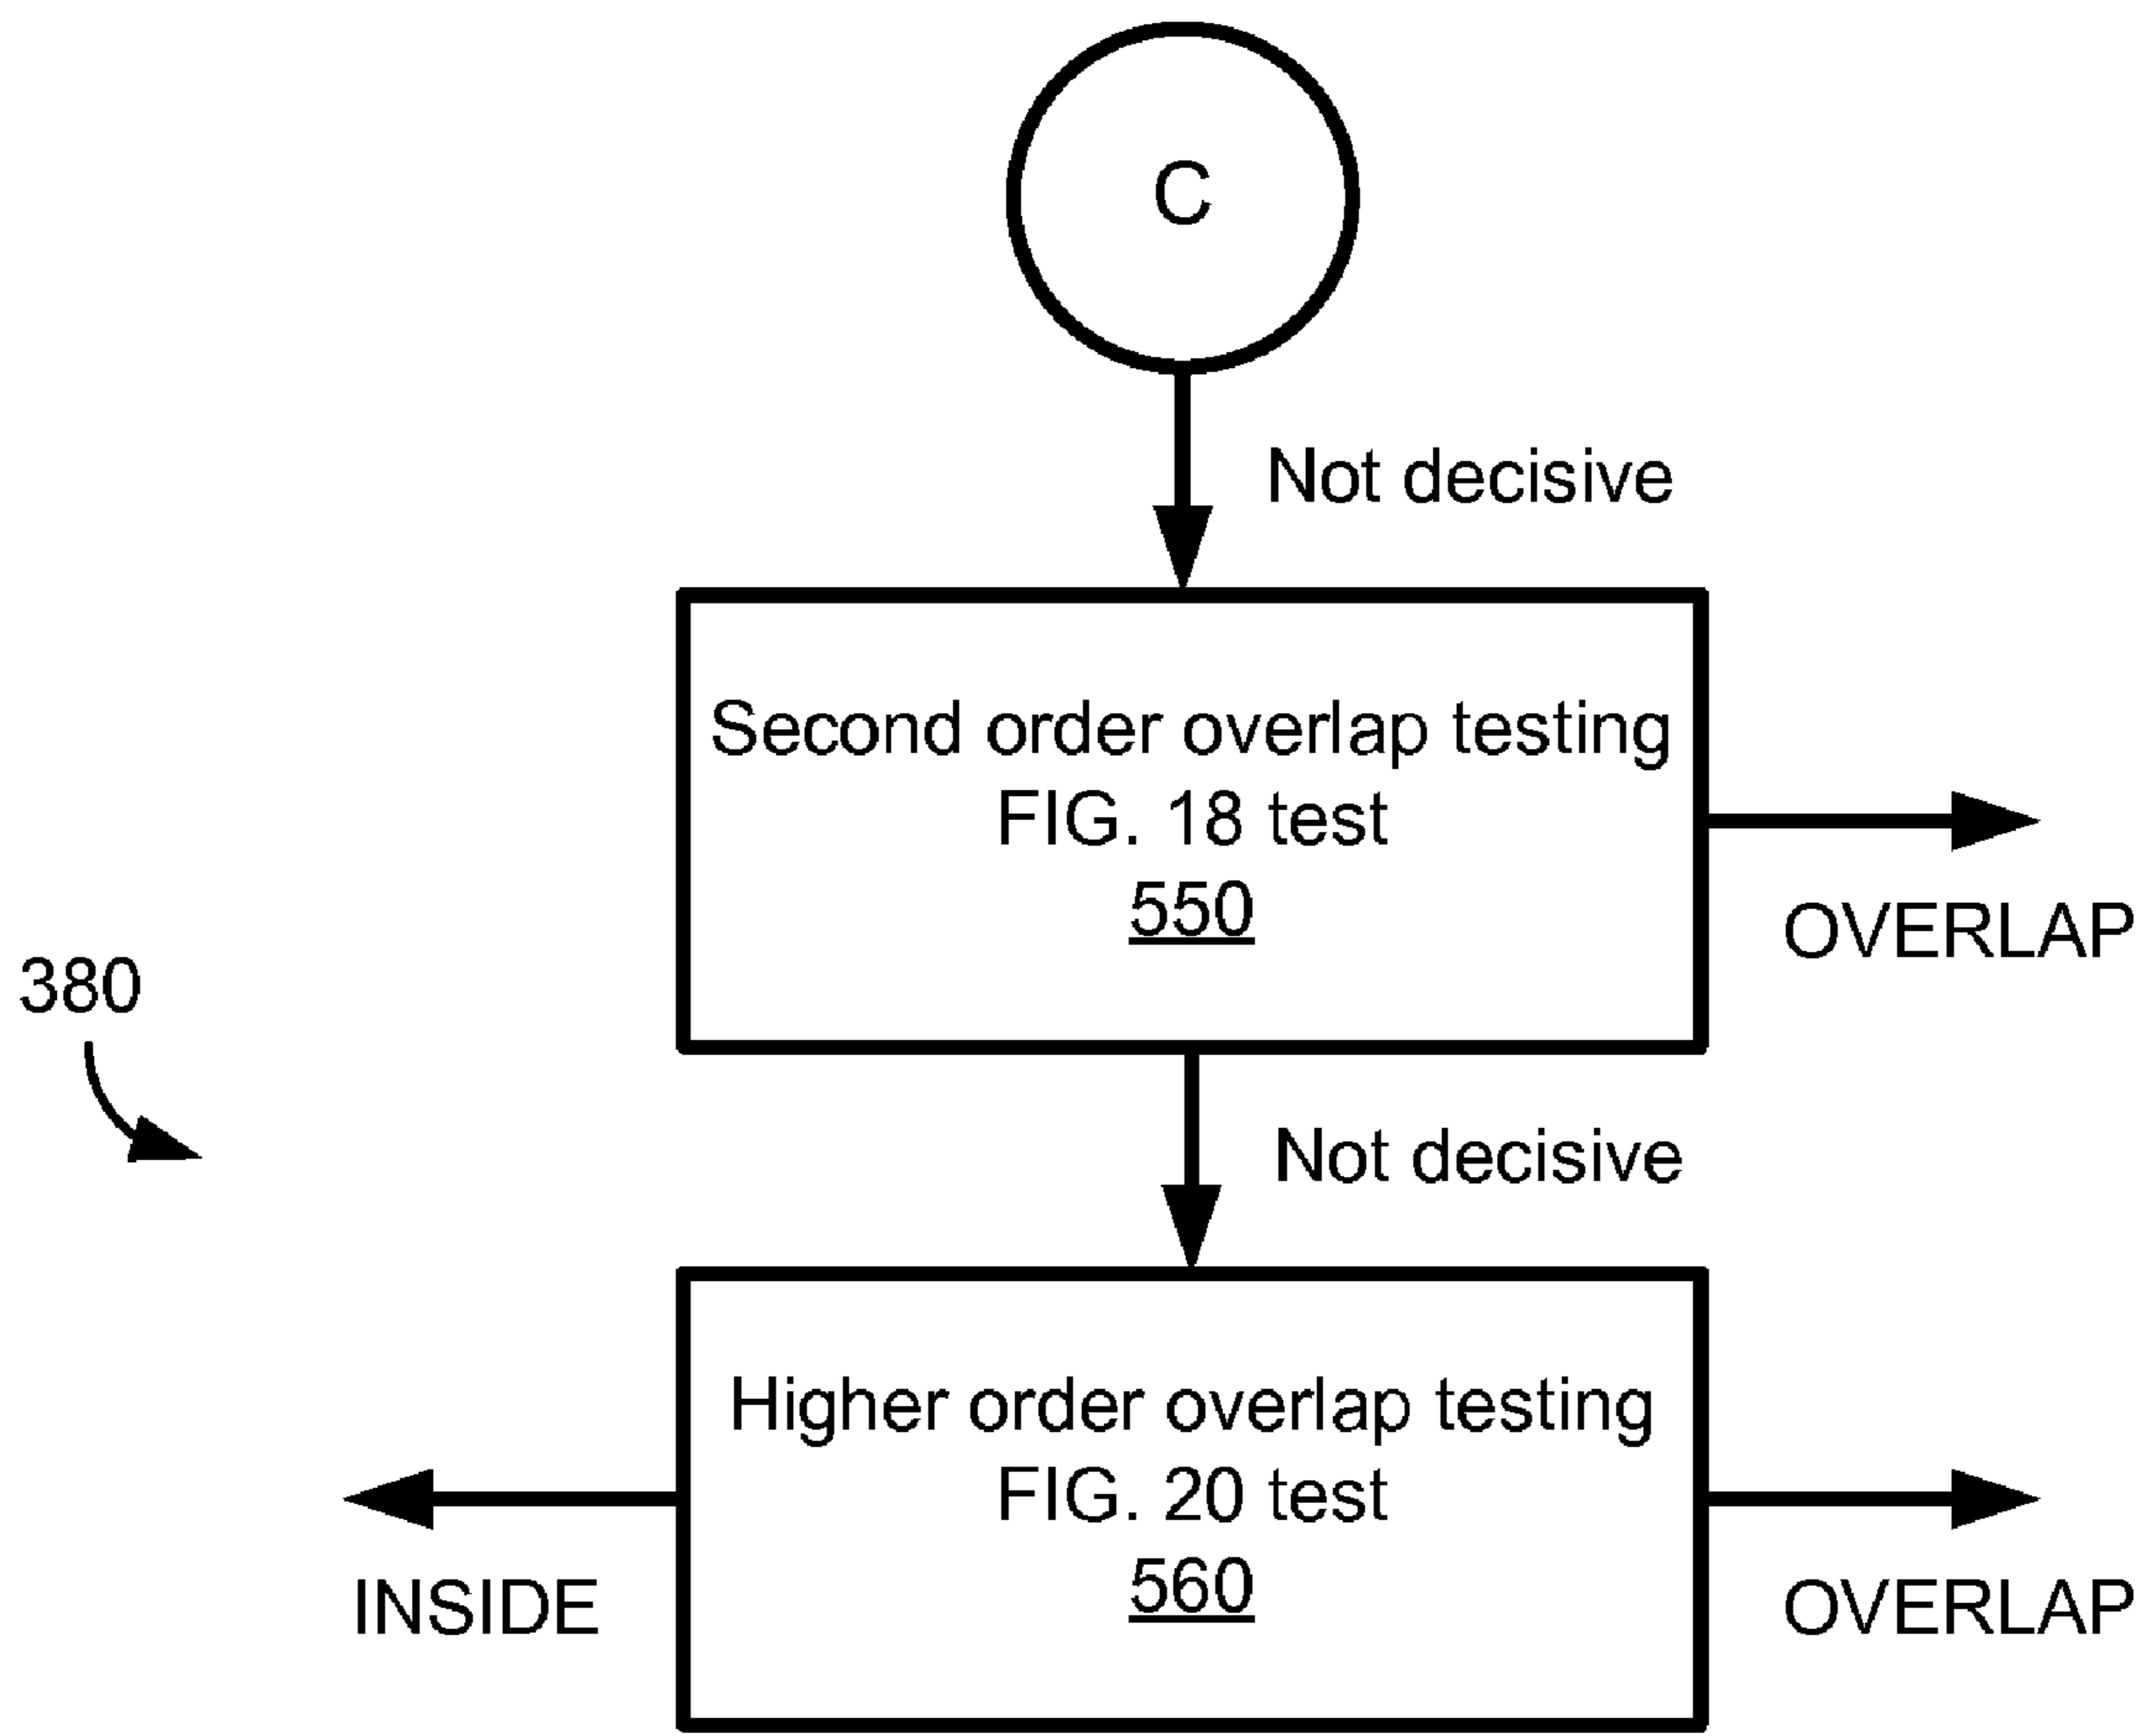 C
Not decisive
Second order overlap testing
FIG. 18 test
550
OVERLAP
380
Not decisive
Higher order overlap testing
FIG. 20 test
560
INSIDE
OVERLAP